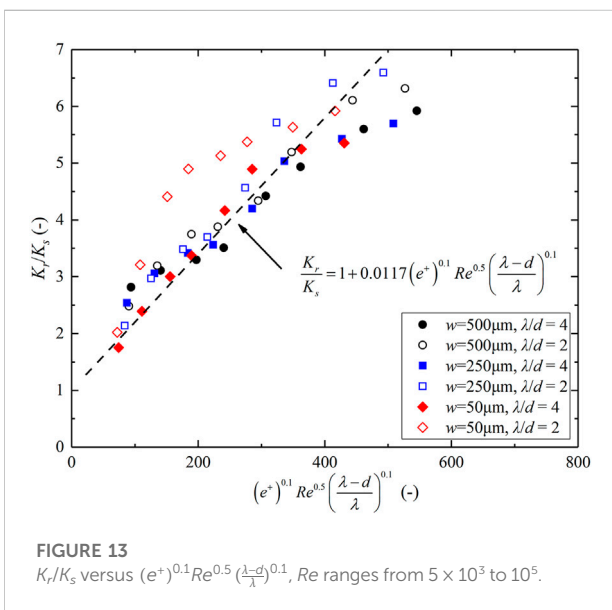 7
6
5
4
3
2
1
0
K_r/K_s (-)
K_r/K_s = 1 + 0.0117 (e^+)^0.1 Re^0.5 ((λ−d)/λ)^0.1
w=500μm, λ/d = 4
w=500μm, λ/d = 2
w=250μm, λ/d = 4
w=250μm, λ/d = 2
w=50μm, λ/d = 4
w=50μm, λ/d = 2
0 200 400 600 800
(e^+)^0.1 Re^0.5 ((λ−d)/λ)^0.1 (-)
FIGURE 13
K_r/K_s versus (e^+)^0.1 Re^0.5 ((λ−d)/λ)^0.1, Re ranges from 5 × 10^3 to 10^5.